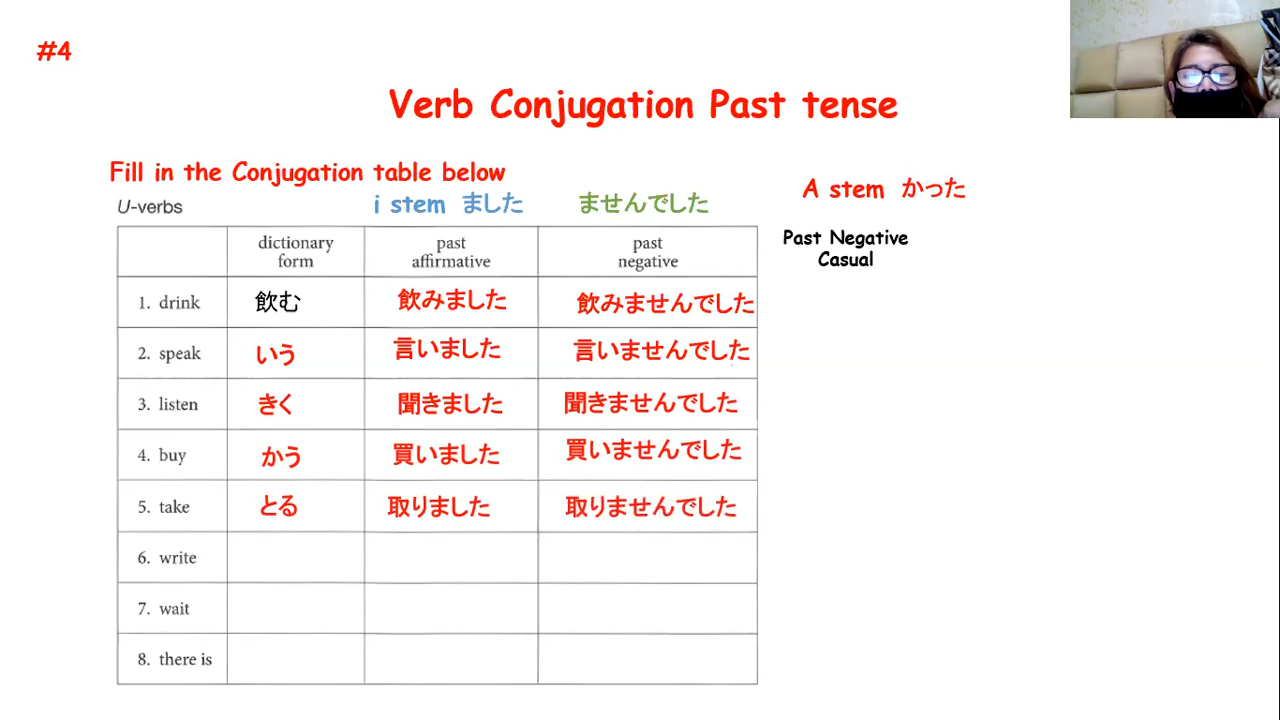 #4
Verb Conjugation Past tense
Fill in the Conjugation table below
A stem かった
U-verbs
i stem ました
ませんでした
Past Negative
Casual
dictionary
form
past
affirmative
past
negative
1. drink
飲む
飲みました
飲みませんでした
2. speak
いう
言いました
言いませんでした
3. listen
きく
聞きました
聞きませんでした
4. buy
かう
買いました
買いませんでした
5. take
とる
取りました
取りませんでした
6. write
7. wait
8. there is